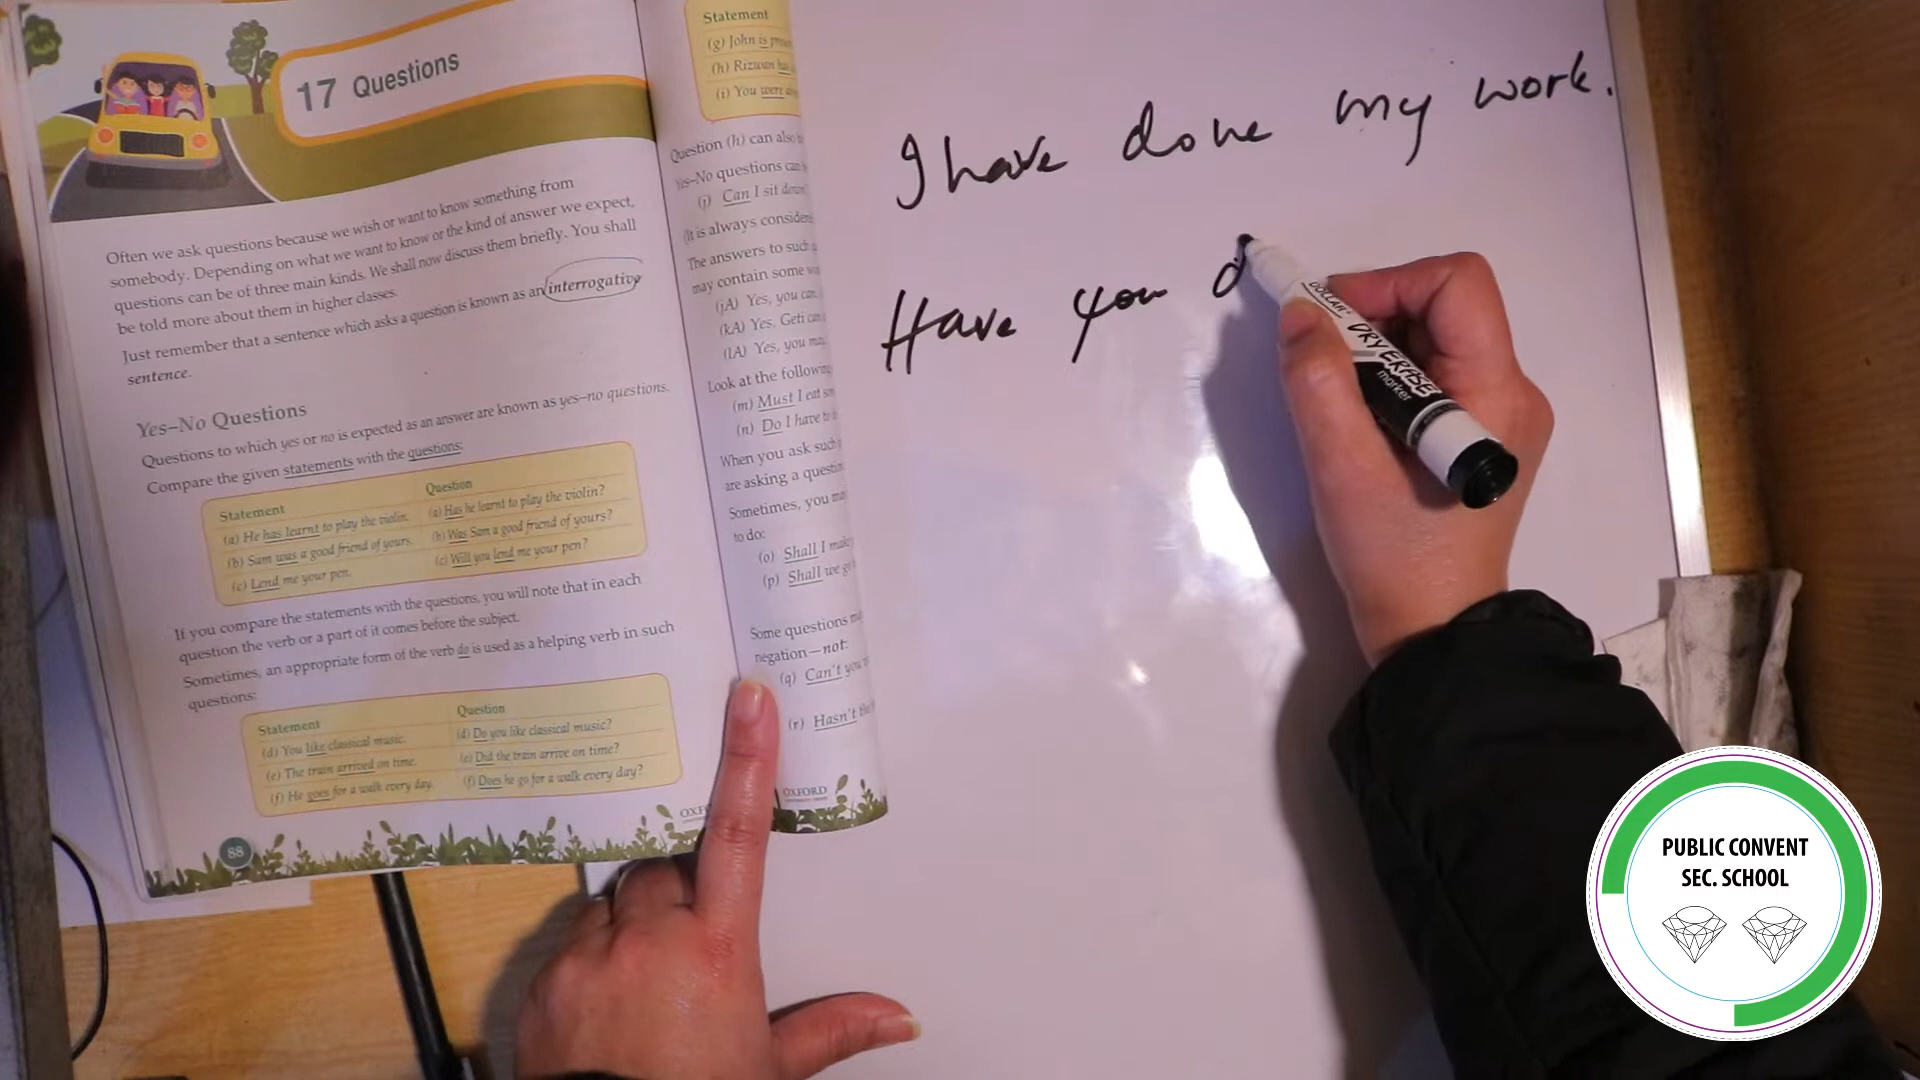 17 Questions
Often we ask questions because we wish or want to know something from
somebody. Depending on what we want to know or the kind of answer we expect,
questions can be of three main kinds. We shall now discuss them briefly. You shall
be told more about them in higher classes.
Just remember that a sentence which asks a question is known as an interrogative
sentence.
Yes–No Questions
Questions to which yes or no is expected as an answer are known as yes–no questions.
Compare the given statements with the questions:
Statement Question
(a) He has learnt to play the violin. (a) Has he learnt to play the violin?
(b) Sam was a good friend of yours. (b) Was Sam a good friend of yours?
(c) Lend me your pen. (c) Will you lend me your pen?
If you compare the statements with the questions, you will note that in each
question the verb or a part of it comes before the subject.
Sometimes, an appropriate form of the verb do is used as a helping verb in such
questions:
Statement Question
(d) You like classical music. (d) Do you like classical music?
(e) The train arrived on time. (e) Did the train arrive on time?
(f) He goes for a walk every day. (f) Does he go for a walk every day?
88
Statement
(g) John is
(h) Rizwan
(i) You were
Question (h) can also
Yes–No questions
(j) Can I sit
(It is always
The answers to such
may contain some
(jA) Yes, you can
(kA) Yes, Geti
(lA) Yes, you
Look at the following
(m) Must I eat
(n) Do I have to
When you ask such
are asking a
Sometimes, you
to do:
(o) Shall I
(p) Shall we
Some questions
negation—not:
(q) Can't you
(r) Hasn't
OXFORD
UNIVERSITY PRESS
I have done my work.
Have you d
DOLLAR DRY ERASE
marker
PUBLIC CONVENT
SEC. SCHOOL